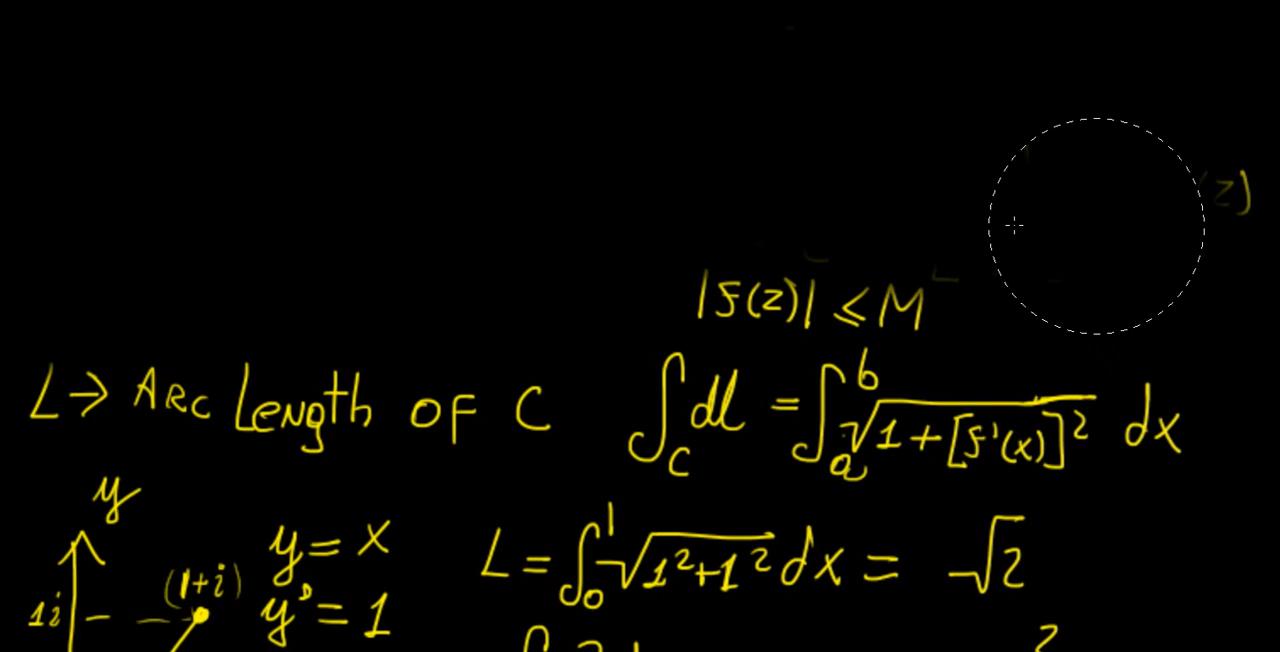 z)
|f(z)| ≤ M
L → ARC Length OF C ∫_C dl = ∫_a^b √(1 + [f'(x)]²) dx
y
y = x L = ∫_0^1 √(1²+1²) dx = √2
(1+i)
1i y' = 1